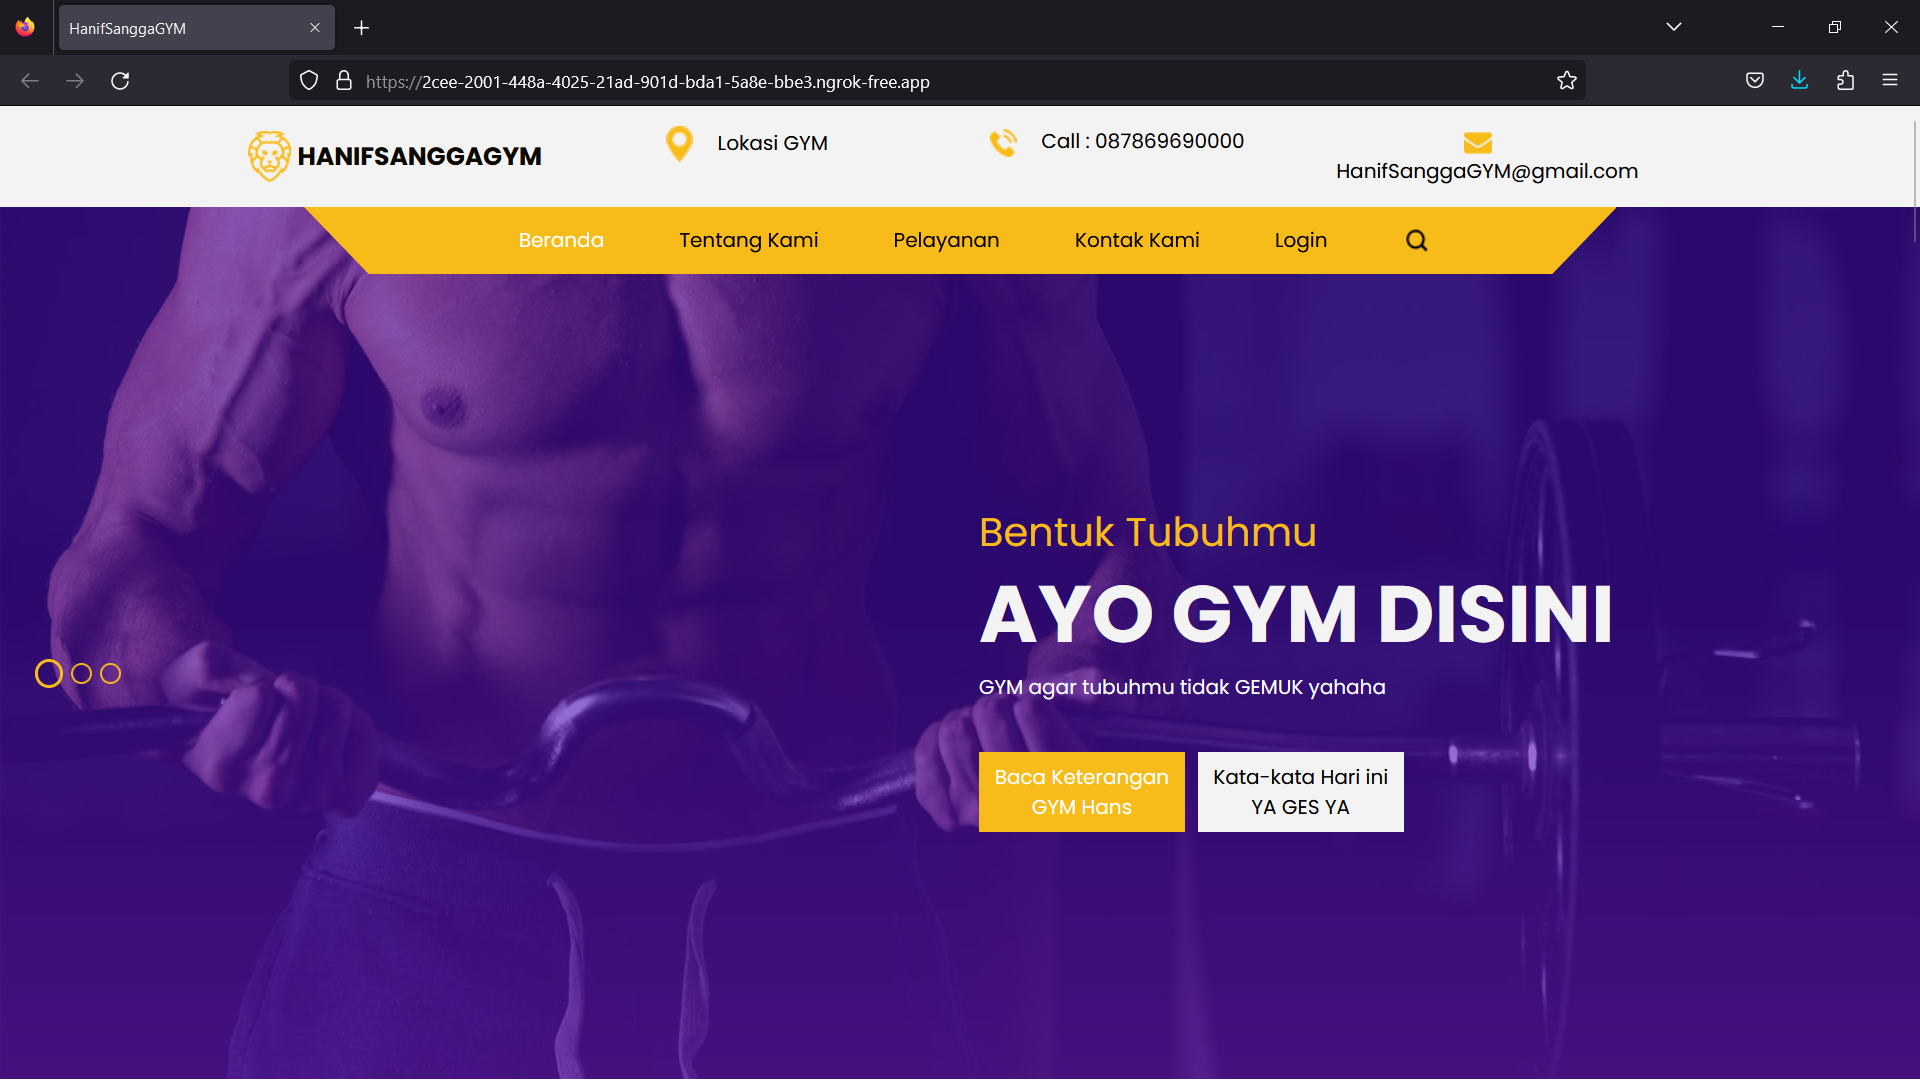 HanifSanggaGYM
https://2cee-2001-448a-4025-21ad-901d-bda1-5a8e-bbe3.ngrok-free.app
HANIFSANGGAGYM
Lokasi GYM
Call : 087869690000
HanifSanggaGYM@gmail.com
Beranda
Tentang Kami
Pelayanan
Kontak Kami
Login
Bentuk Tubuhmu
AYO GYM DISINI
GYM agar tubuhmu tidak GEMUK yahaha
Baca Keterangan
GYM Hans
Kata-kata Hari ini
YA GES YA